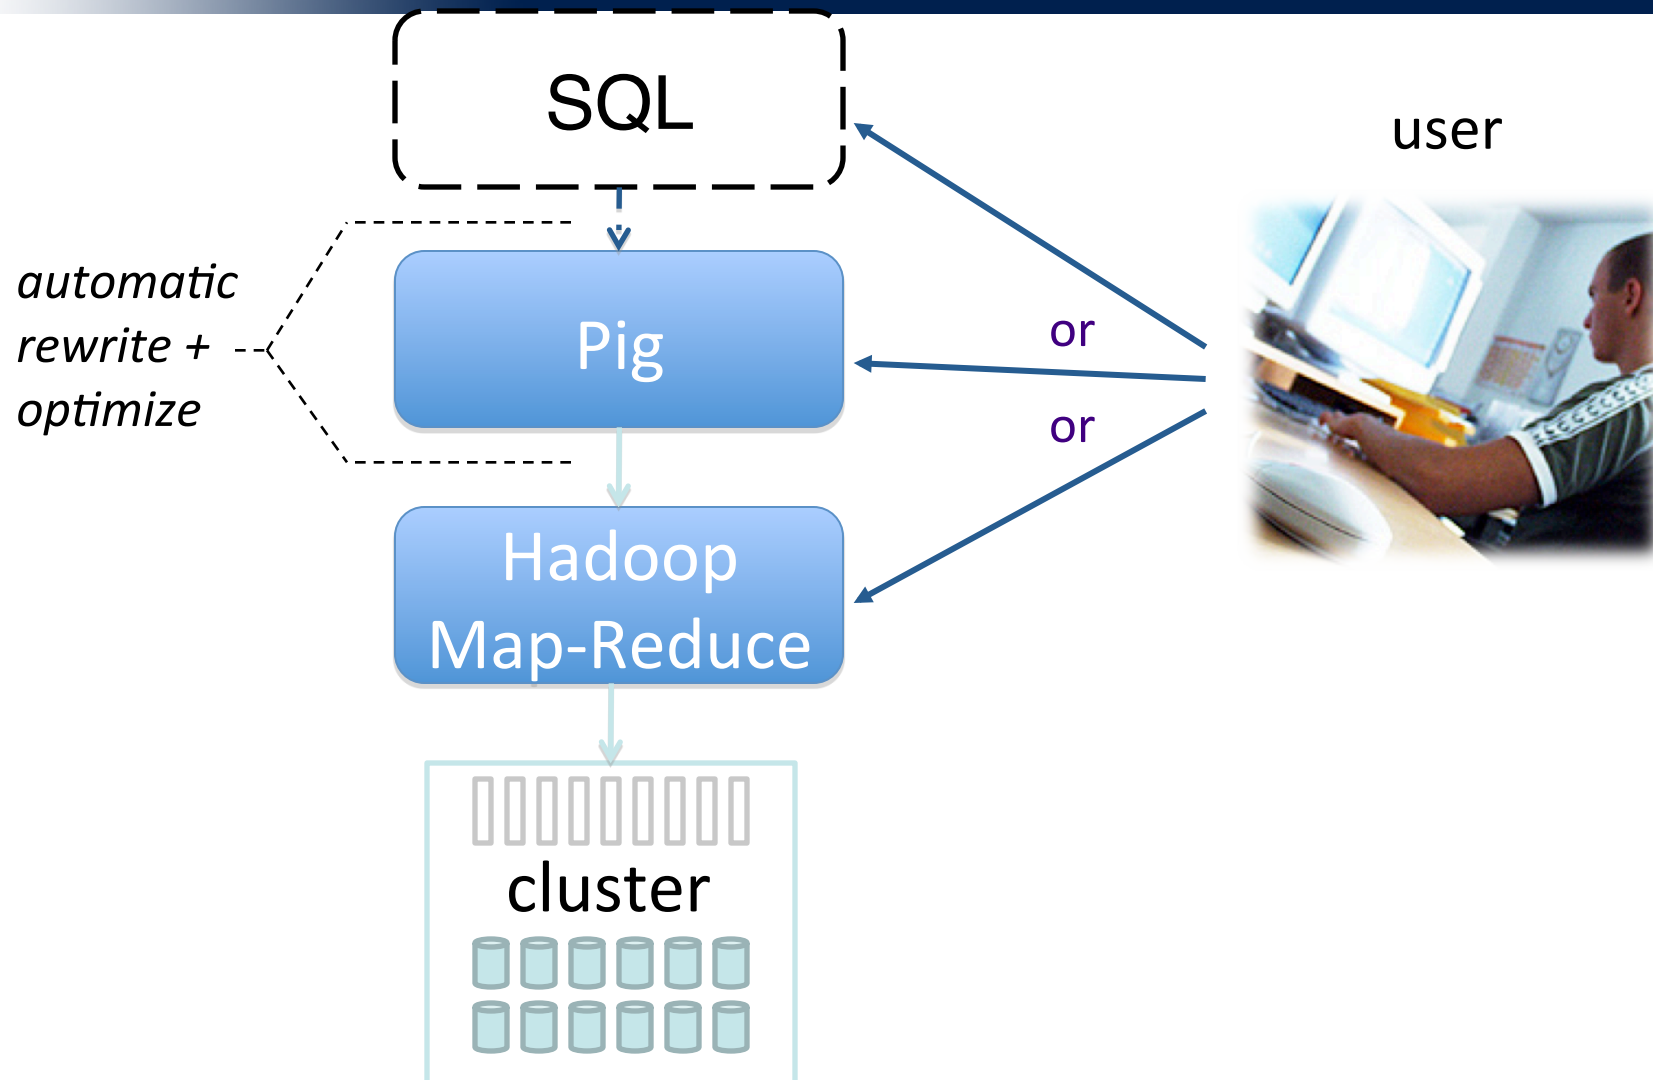 SQL
user
automatic
rewrite +
optimize
Pig
or
or
Hadoop
Map-Reduce
cluster